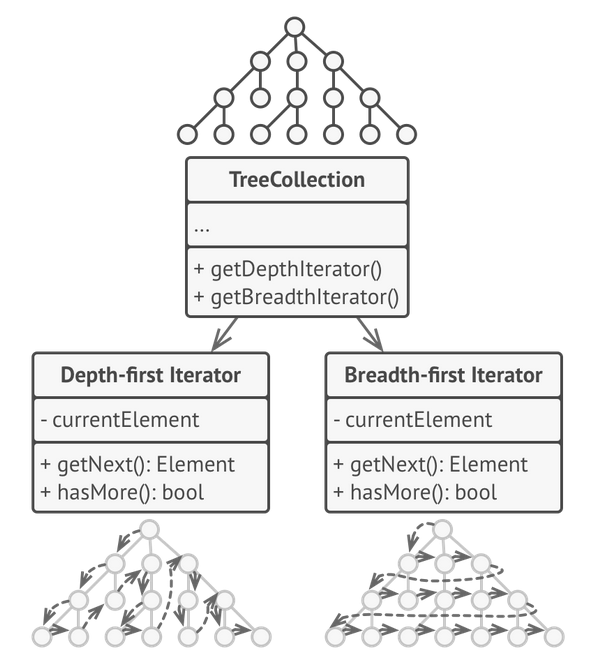 TreeCollection
...
+ getDepthIterator()
+ getBreadthIterator()
Depth-first Iterator
- currentElement
+ getNext(): Element
+ hasMore(): bool
Breadth-first Iterator
- currentElement
+ getNext(): Element
+ hasMore(): bool